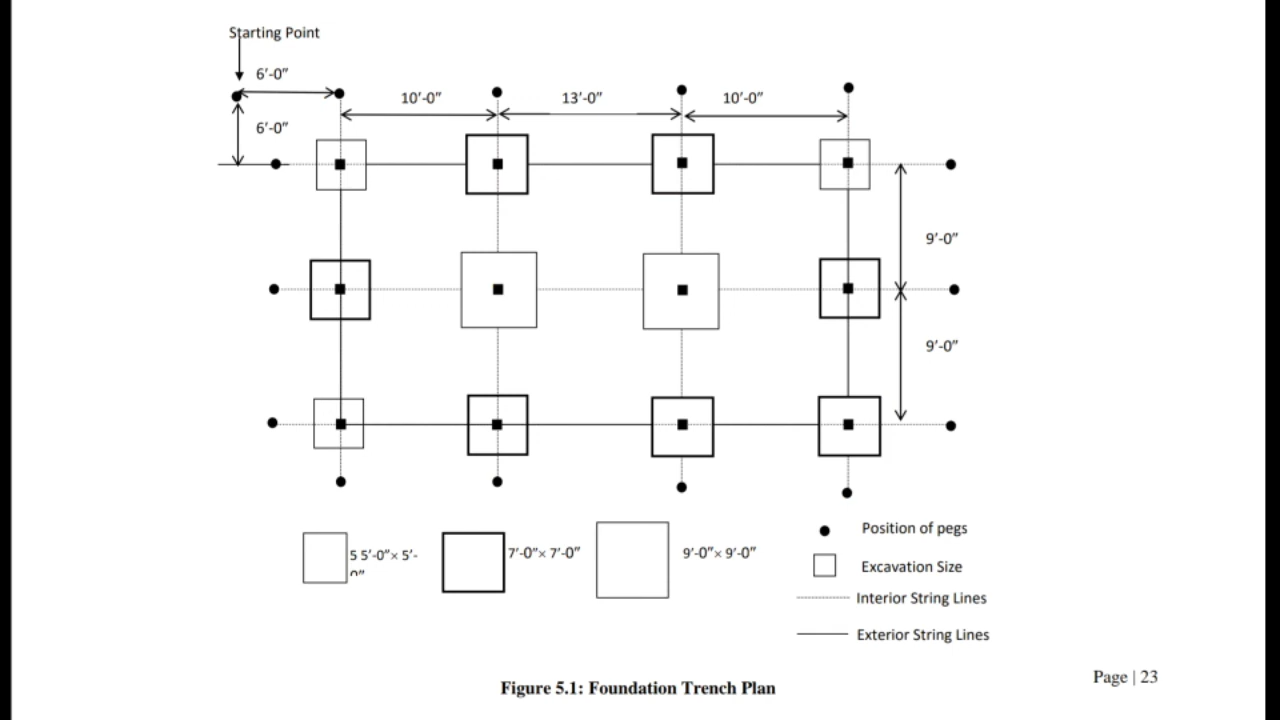 Starting Point
6’-0”
10’-0”
13’-0”
10’-0”
6’-0”
9’-0”
9’-0”
5 5’-0”× 5’-
0”
7’-0”× 7’-0”
9’-0”× 9’-0”
Position of pegs
Excavation Size
Interior String Lines
Exterior String Lines
Page | 23
Figure 5.1: Foundation Trench Plan